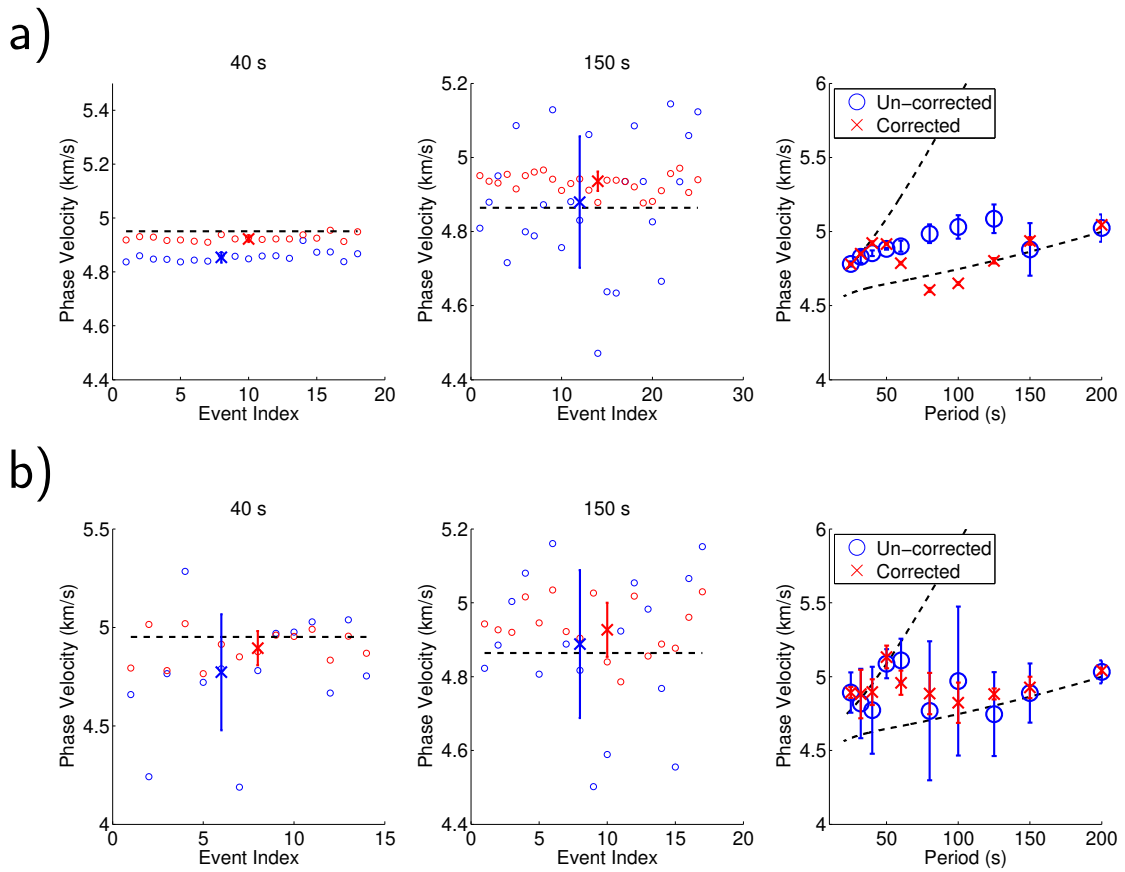 a)
40 s
5.4
5.2
5
4.8
4.6
4.4
0
5
10
15
20
Phase Velocity (km/s)
Event Index
150 s
5.2
5
4.8
4.6
4.4
0
10
20
30
Phase Velocity (km/s)
Event Index
Un−corrected
Corrected
6
5.5
5
4.5
4
50
100
150
200
Phase Velocity (km/s)
Period (s)
b)
40 s
5.5
5
4.5
4
0
5
10
15
Phase Velocity (km/s)
Event Index
150 s
5.2
5
4.8
4.6
4.4
0
5
10
15
20
Phase Velocity (km/s)
Event Index
Un−corrected
Corrected
6
5.5
5
4.5
4
50
100
150
200
Phase Velocity (km/s)
Period (s)